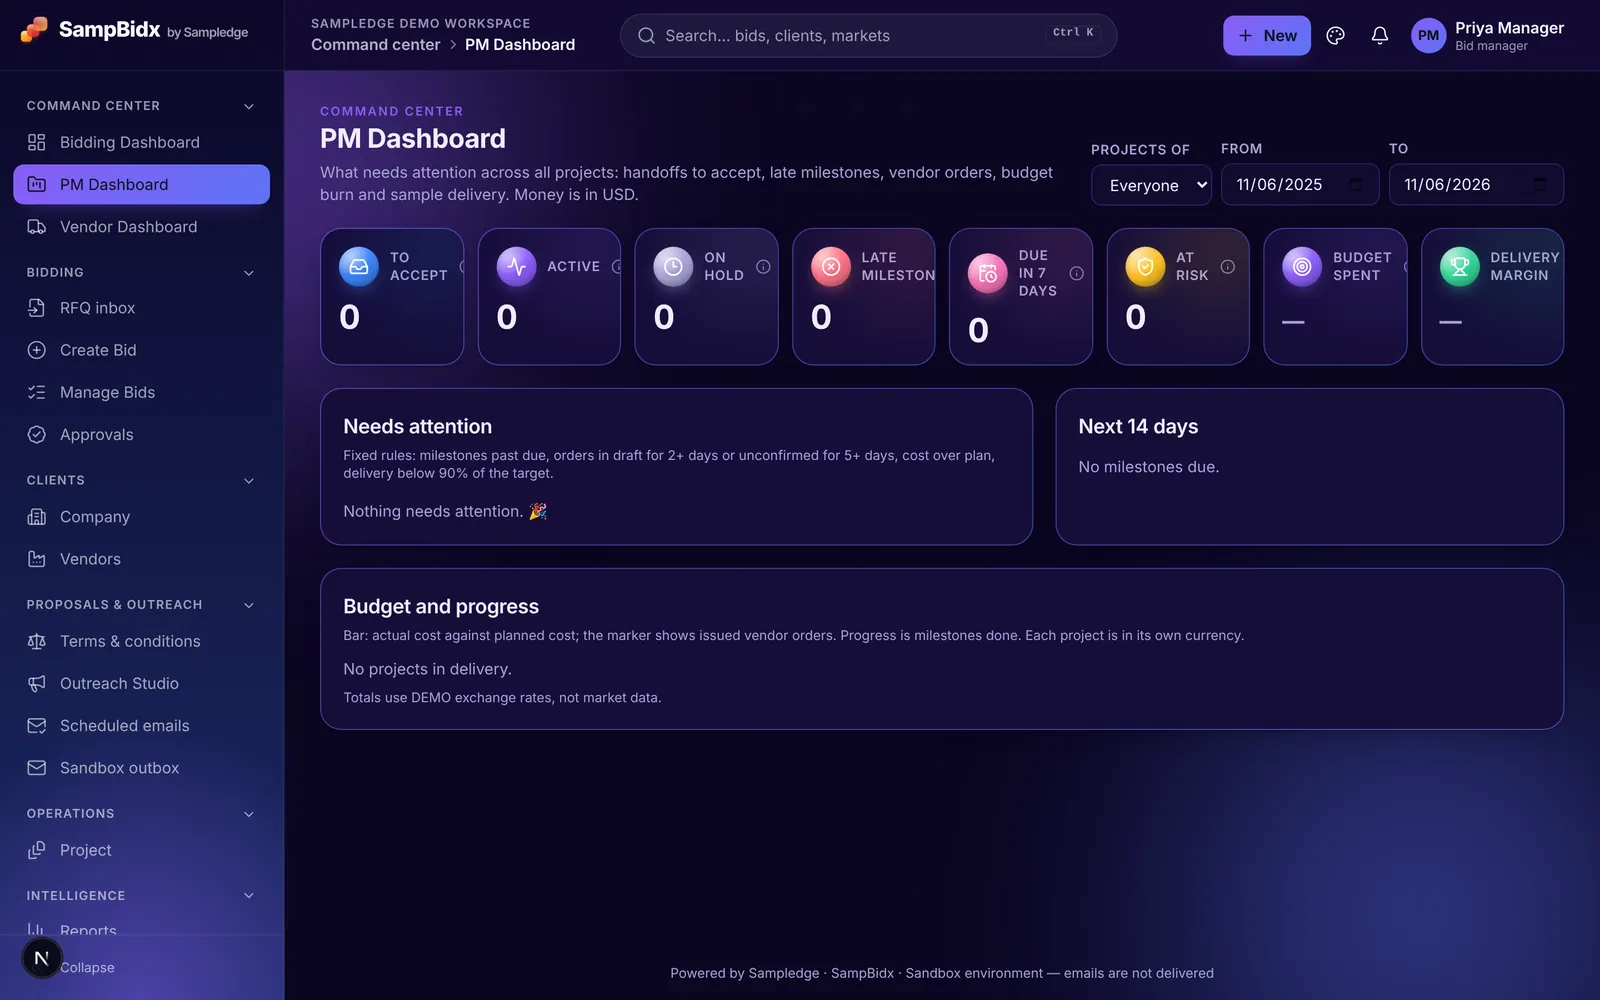 SampBidx by Sampledge
SAMPLEDGE DEMO WORKSPACE
Command center > PM Dashboard
Search... bids, clients, markets
Ctrl K
+ New
PM
Priya Manager
Bid manager
COMMAND CENTER
Bidding Dashboard
PM Dashboard
Vendor Dashboard
BIDDING
RFQ inbox
Create Bid
Manage Bids
Approvals
CLIENTS
Company
Vendors
PROPOSALS & OUTREACH
Terms & conditions
Outreach Studio
Scheduled emails
Sandbox outbox
OPERATIONS
Project
INTELLIGENCE
Reports
N
Collapse
COMMAND CENTER
PM Dashboard
What needs attention across all projects: handoffs to accept, late milestones, vendor orders, budget
burn and sample delivery. Money is in USD.
PROJECTS OF
Everyone
FROM
11/06/2025
TO
11/06/2026
TO
ACCEPT
0
ACTIVE
0
ON
HOLD
0
LATE
MILESTON
0
DUE
IN 7
DAYS
0
AT
RISK
0
BUDGET
SPENT
—
DELIVERY
MARGIN
—
Needs attention
Fixed rules: milestones past due, orders in draft for 2+ days or unconfirmed for 5+ days, cost over plan,
delivery below 90% of the target.
Nothing needs attention. 🎉
Next 14 days
No milestones due.
Budget and progress
Bar: actual cost against planned cost; the marker shows issued vendor orders. Progress is milestones done. Each project is in its own currency.
No projects in delivery.
Totals use DEMO exchange rates, not market data.
Powered by Sampledge · SampBidx · Sandbox environment — emails are not delivered